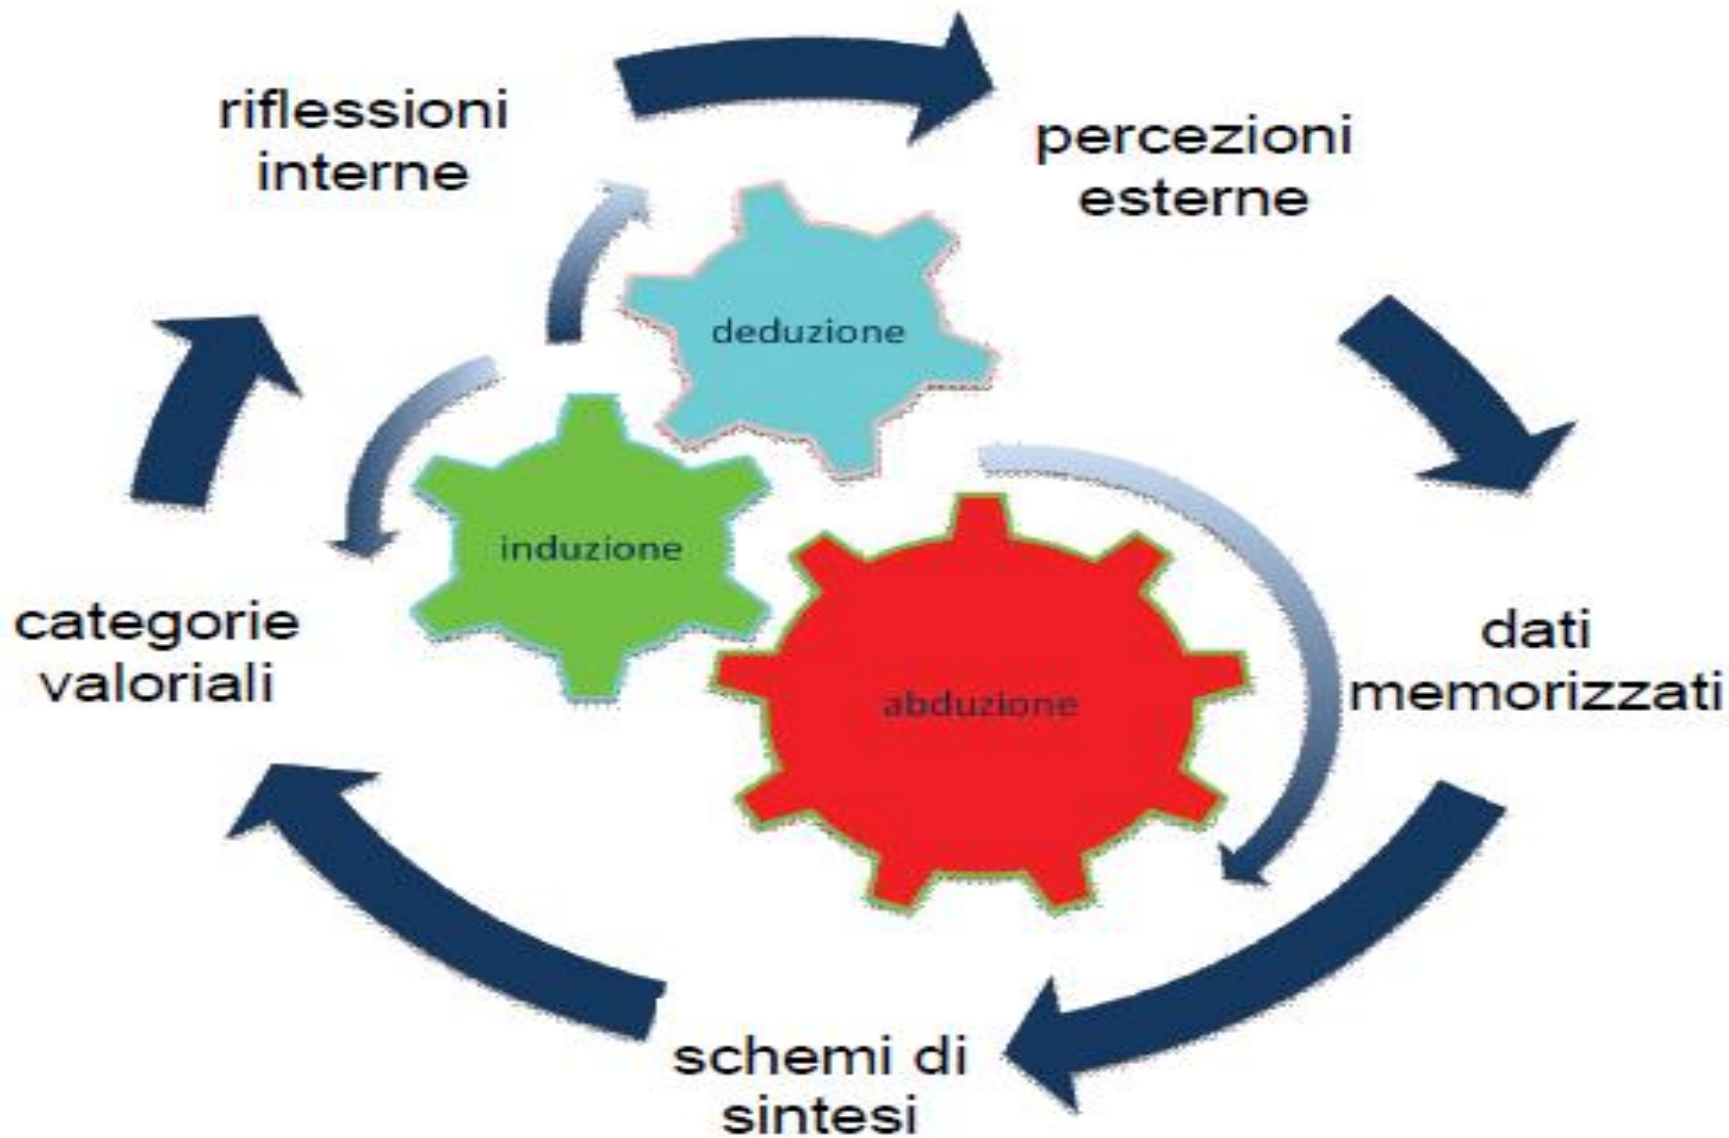 riflessioni
interne
percezioni
esterne
deduzione
induzione
categorie
valoriali
dati
memorizzati
abduzione
schemi di
sintesi